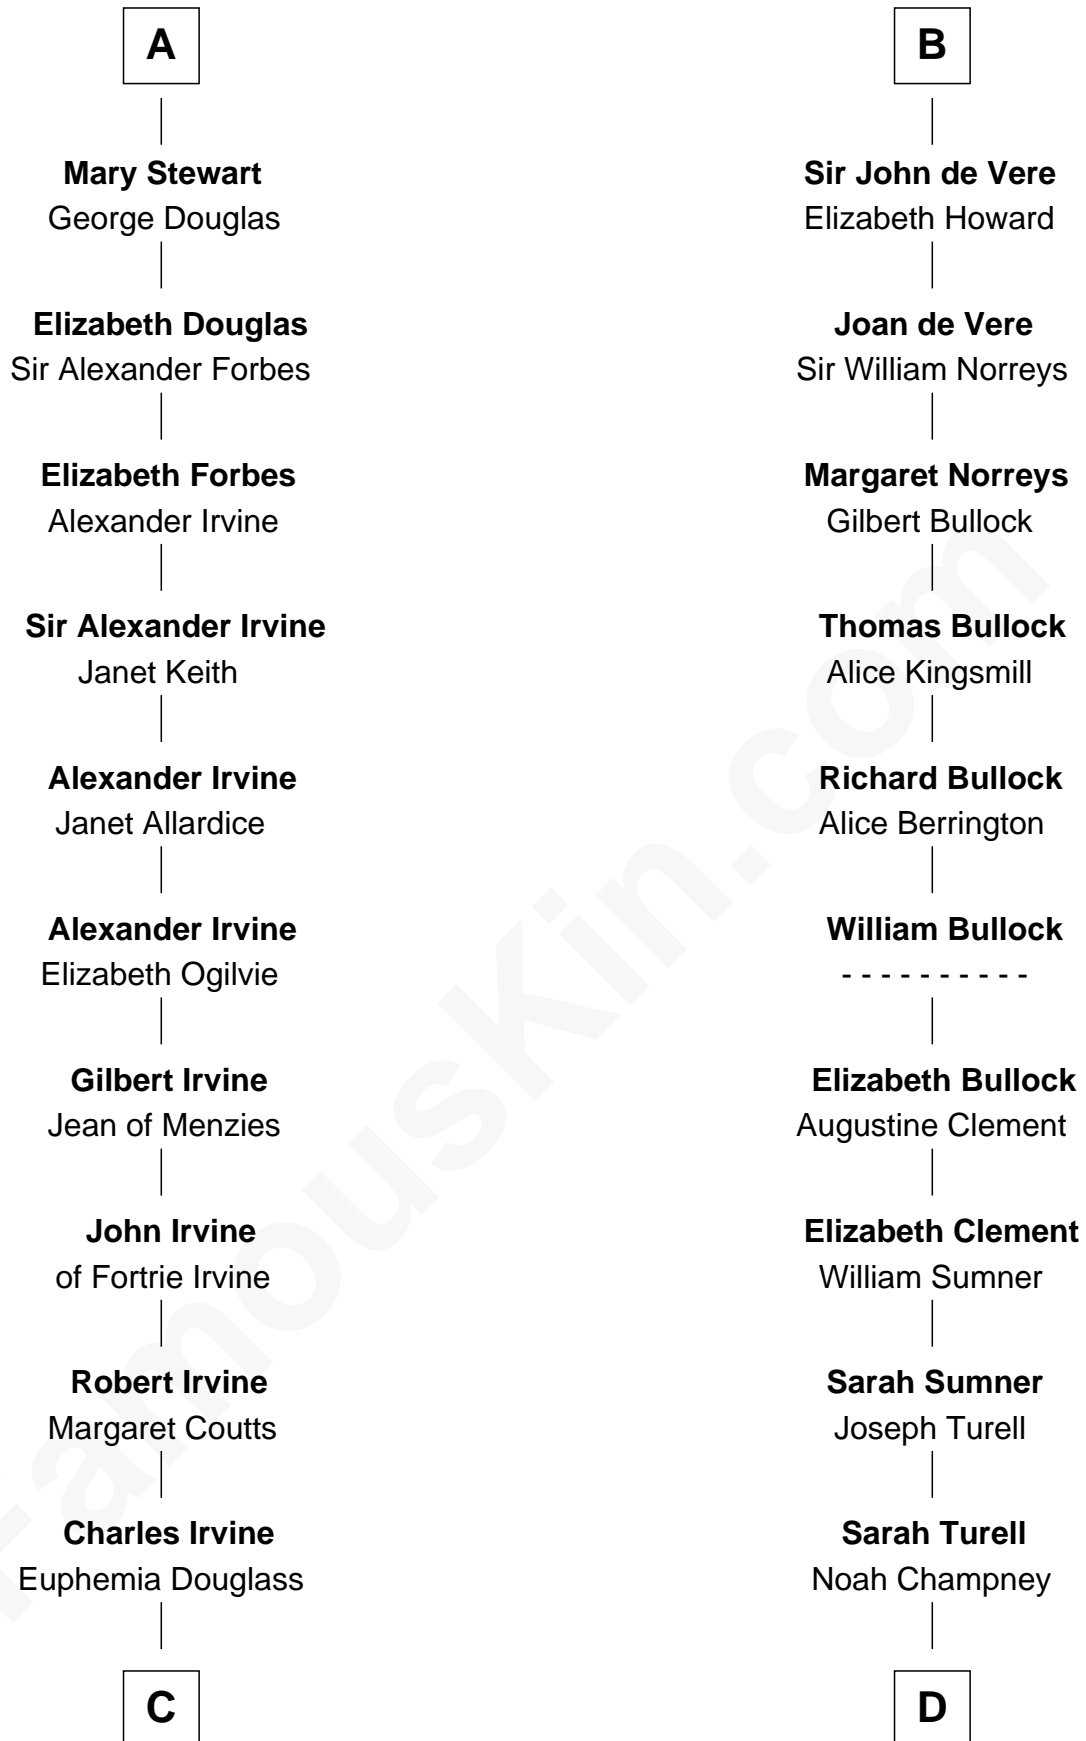 A
Mary Stewart
George Douglas
Elizabeth Douglas
Sir Alexander Forbes
Elizabeth Forbes
Alexander Irvine
Sir Alexander Irvine
Janet Keith
Alexander Irvine
Janet Allardice
Alexander Irvine
Elizabeth Ogilvie
Gilbert Irvine
Jean of Menzies
John Irvine
of Fortrie Irvine
Robert Irvine
Margaret Coutts
Charles Irvine
Euphemia Douglass
C
B
Sir John de Vere
Elizabeth Howard
Joan de Vere
Sir William Norreys
Margaret Norreys
Gilbert Bullock
Thomas Bullock
Alice Kingsmill
Richard Bullock
Alice Berrington
William Bullock
- - - - - - - - - -
Elizabeth Bullock
Augustine Clement
Elizabeth Clement
William Sumner
Sarah Sumner
Joseph Turell
Sarah Turell
Noah Champney
D
FamousKin.com